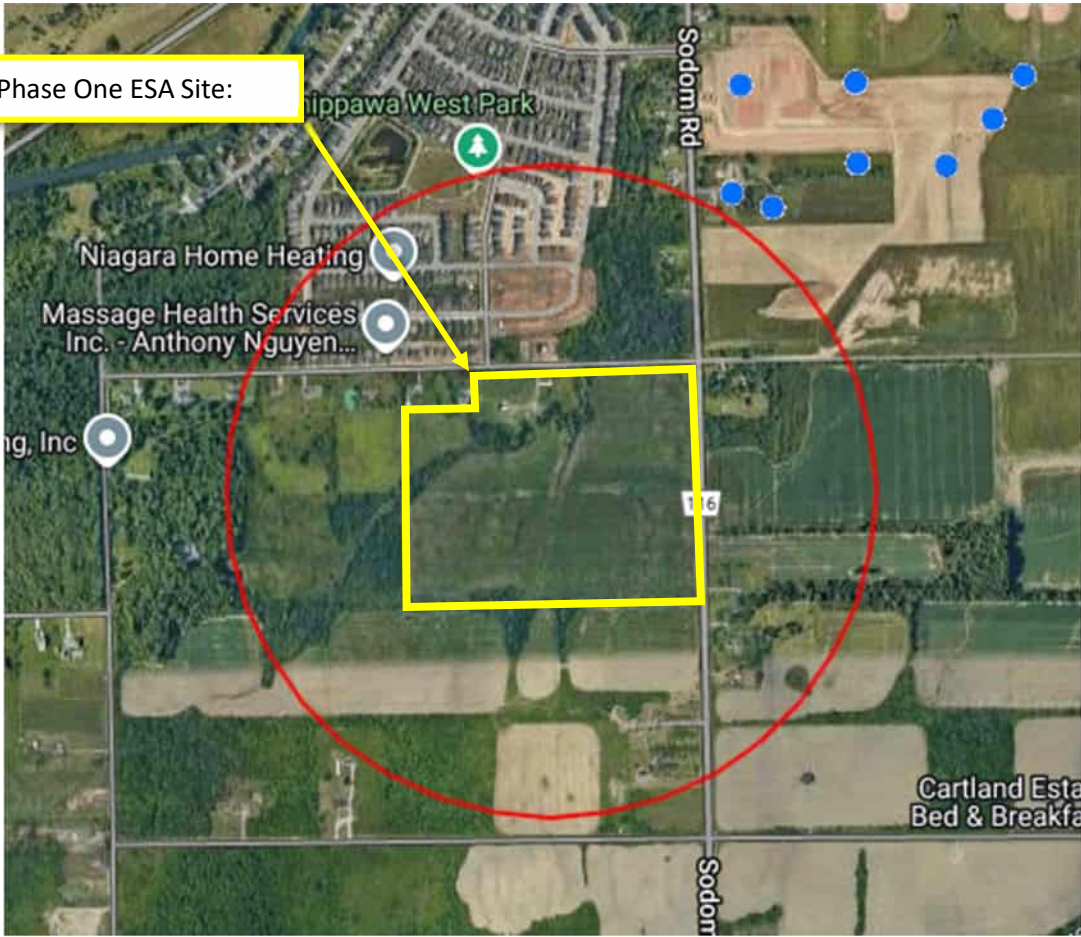 Phase One ESA Site:
ippawa West Park
Sodom Rd
Niagara Home Heating
Massage Health Services
Inc. - Anthony Nguyen...
ng, Inc
116
Cartland Esta
Bed & Breakfa
Sodom